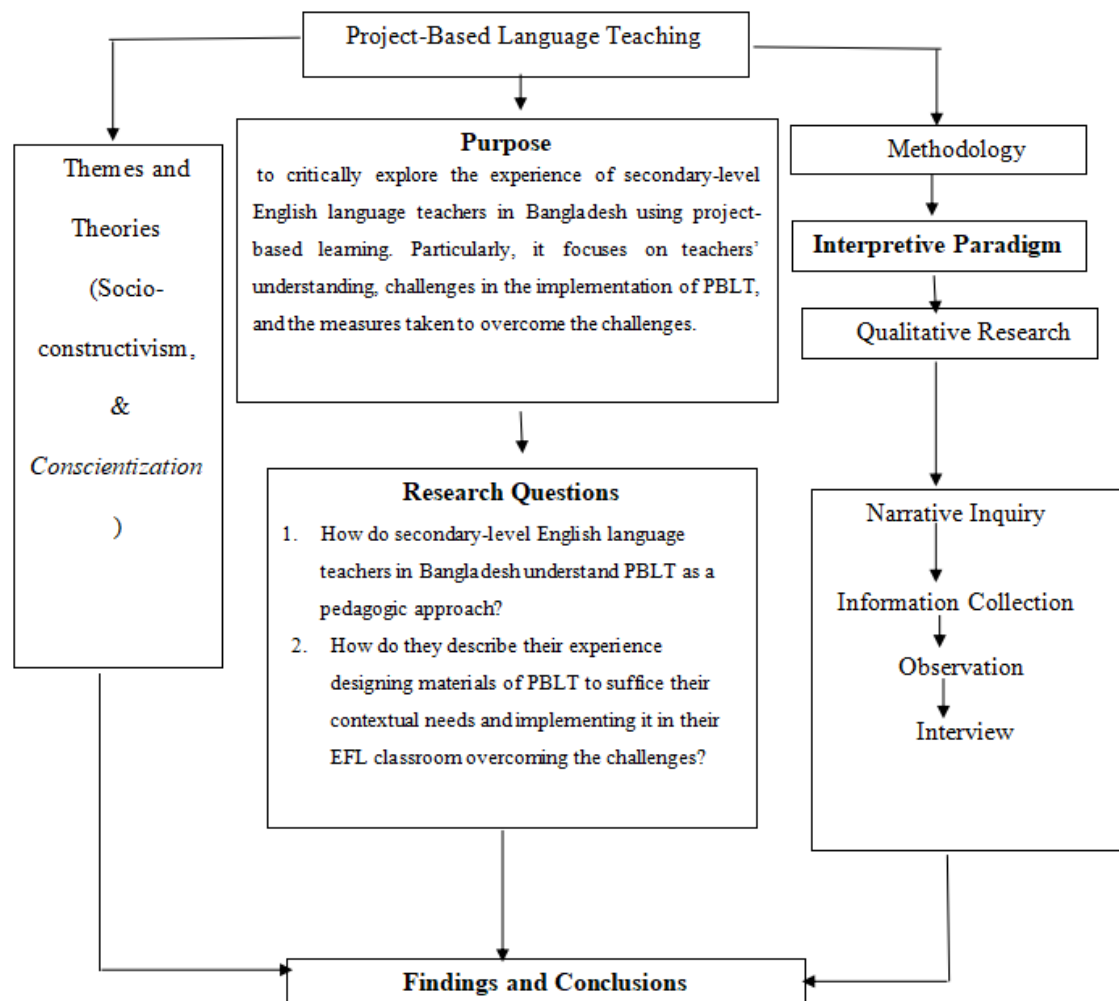 Project-Based Language Teaching
Themes and
Theories
(Socio-
constructivism,
&
Conscientization
)
Purpose
to critically explore the experience of secondary-level
English language teachers in Bangladesh using project-
based learning. Particularly, it focuses on teachers’
understanding, challenges in the implementation of PBLT,
and the measures taken to overcome the challenges.
Research Questions
1. How do secondary-level English language
teachers in Bangladesh understand PBLT as a
pedagogic approach?
2. How do they describe their experience
designing materials of PBLT to suffice their
contextual needs and implementing it in their
EFL classroom overcoming the challenges?
Methodology
Interpretive Paradigm
Qualitative Research
Narrative Inquiry
Information Collection
Observation
Interview
Findings and Conclusions